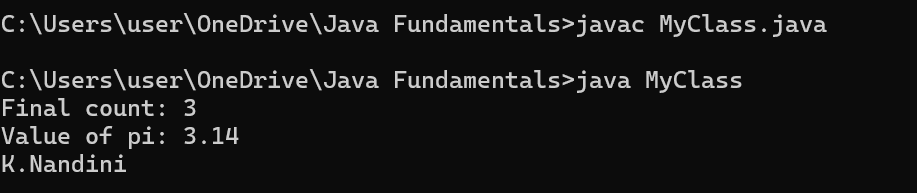 C:\Users\user\OneDrive\Java Fundamentals>javac MyClass.java
C:\Users\user\OneDrive\Java Fundamentals>java MyClass
Final count: 3
Value of pi: 3.14
K.Nandini